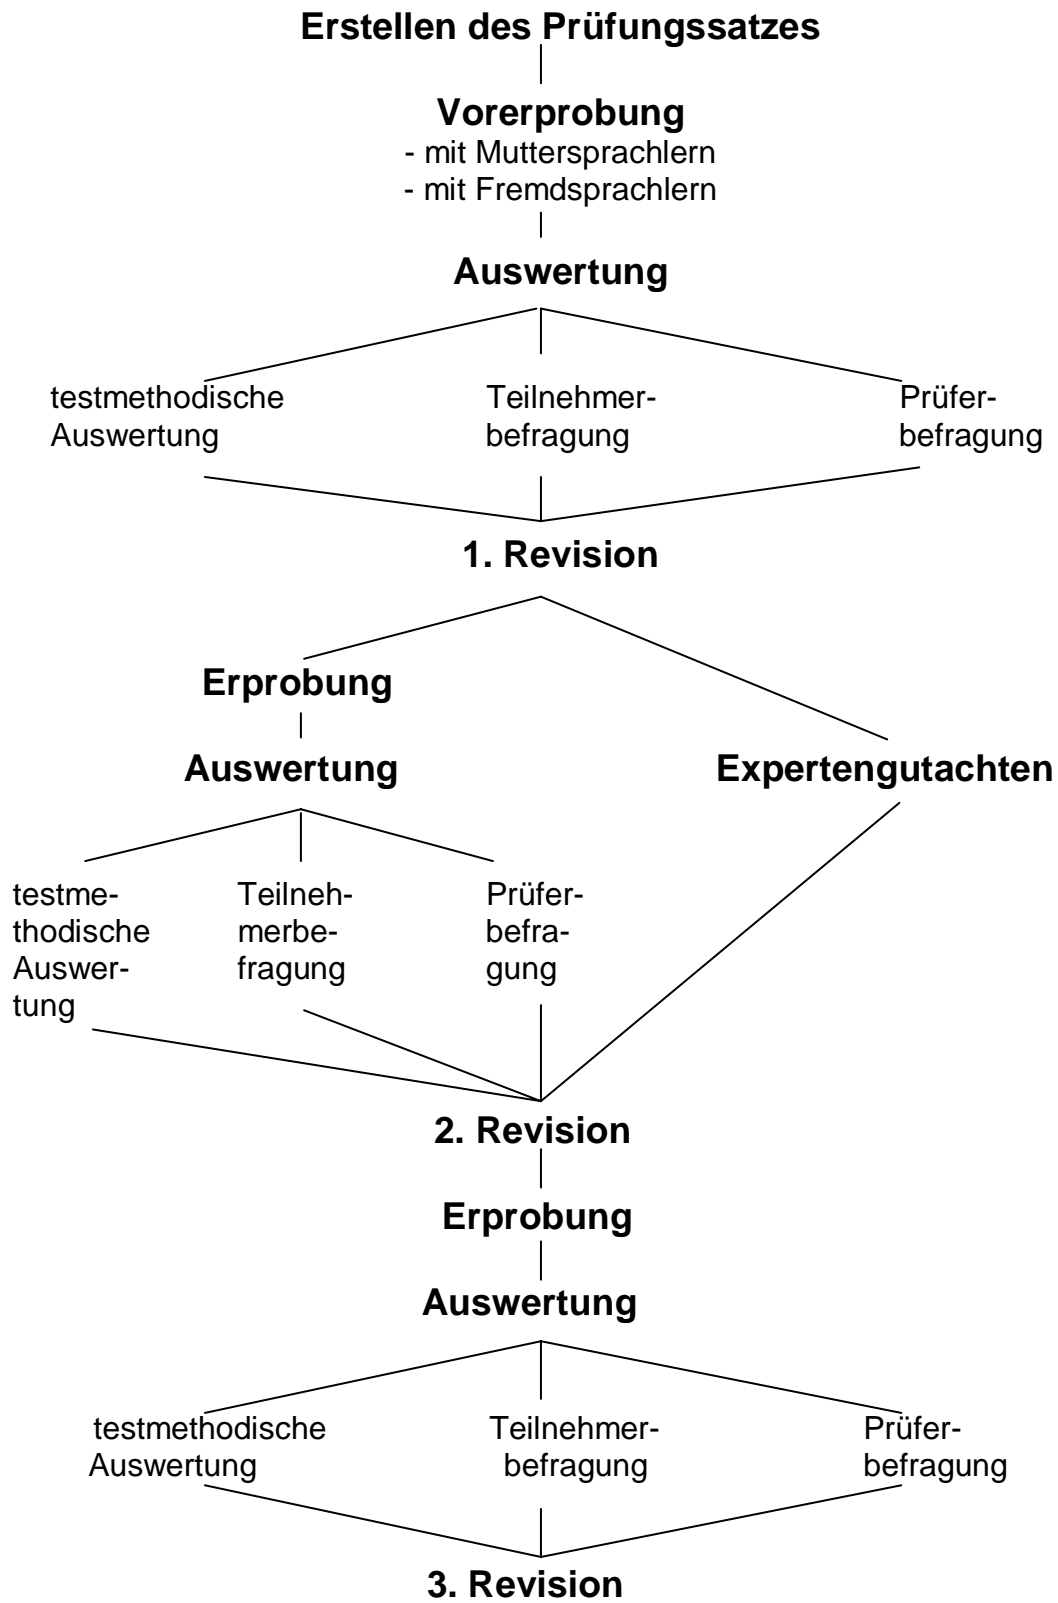 Erstellen des Prüfungssatzes
Vorerprobung
- mit Muttersprachlern
- mit Fremdsprachlern
Auswertung
testmethodische
Auswertung
Teilnehmer-
befragung
Prüfer-
befragung
1. Revision
Erprobung
Auswertung
Expertengutachten
testme-
thodische
Auswer-
tung
Teilneh-
merbe-
fragung
Prüfer-
befra-
gung
2. Revision
Erprobung
Auswertung
testmethodische
Auswertung
Teilnehmer-
befragung
Prüfer-
befragung
3. Revision